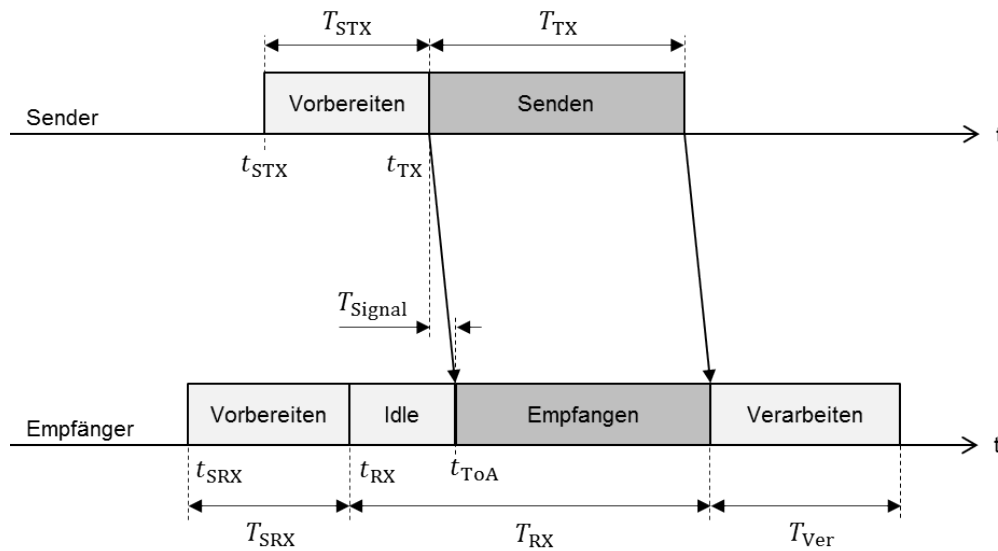 T_STX T_TX
Vorbereiten Senden
Sender t
t_STX t_TX
T_Signal
Vorbereiten Idle Empfangen Verarbeiten
Empfänger t
t_SRX t_RX t_ToA
T_SRX T_RX T_Ver